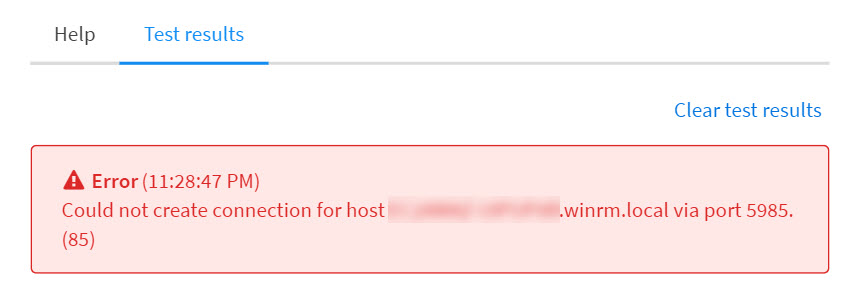 Help
Test results
Clear test results
Error (11:28:47 PM)
Could not create connection for host .winrm.local via port 5985.
(85)